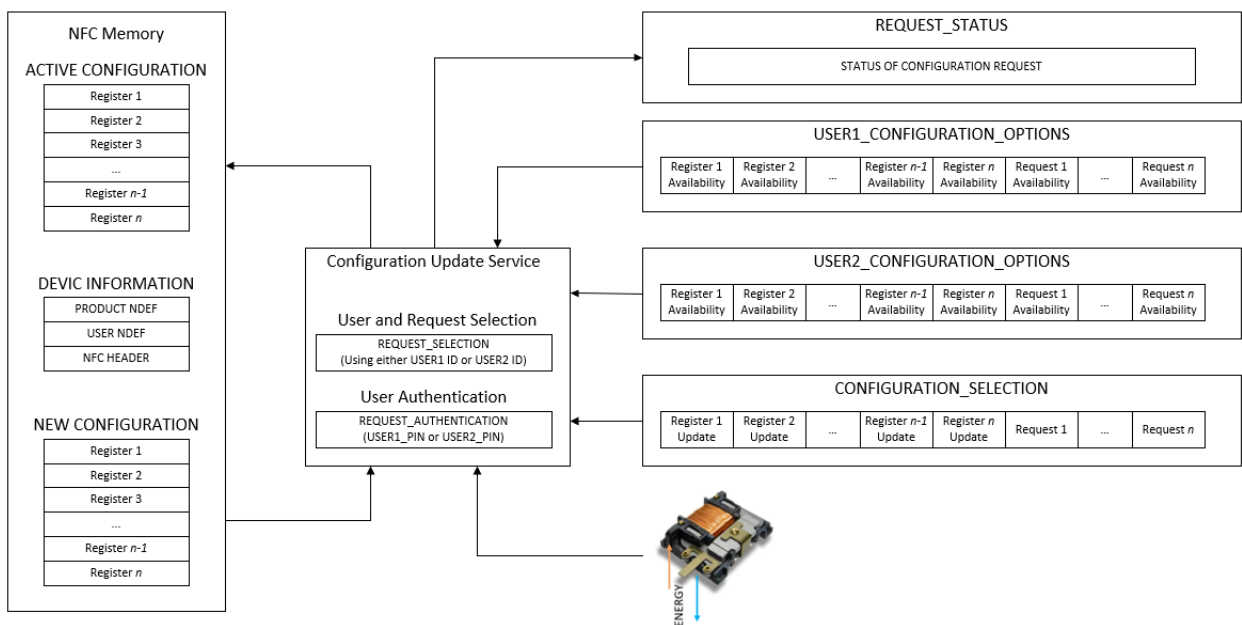 NFC Memory
ACTIVE CONFIGURATION
Register 1
Register 2
Register 3
...
Register n-1
Register n
DEVIC INFORMATION
PRODUCT NDEF
USER NDEF
NFC HEADER
NEW CONFIGURATION
Register 1
Register 2
Register 3
...
Register n-1
Register n
Configuration Update Service
User and Request Selection
REQUEST_SELECTION
(Using either USER1 ID or USER2 ID)
User Authentication
REQUEST_AUTHENTICATION
(USER1_PIN or USER2_PIN)
REQUEST_STATUS
STATUS OF CONFIGURATION REQUEST
USER1_CONFIGURATION_OPTIONS
Register 1 Register 2 ... Register n-1 Register n Request 1 ... Request n
Availability Availability Availability Availability Availability Availability
USER2_CONFIGURATION_OPTIONS
Register 1 Register 2 ... Register n-1 Register n Request 1 ... Request n
Availability Availability Availability Availability Availability Availability
CONFIGURATION_SELECTION
Register 1 Register 2 ... Register n-1 Register n Request 1 ... Request n
Update Update Update Update
ENERGY